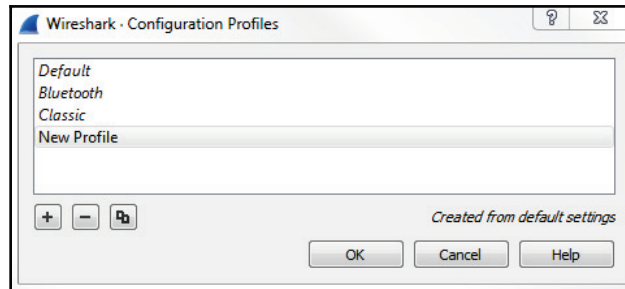 Wireshark · Configuration Profiles
Default
Bluetooth
Classic
New Profile
Created from default settings
OK Cancel Help